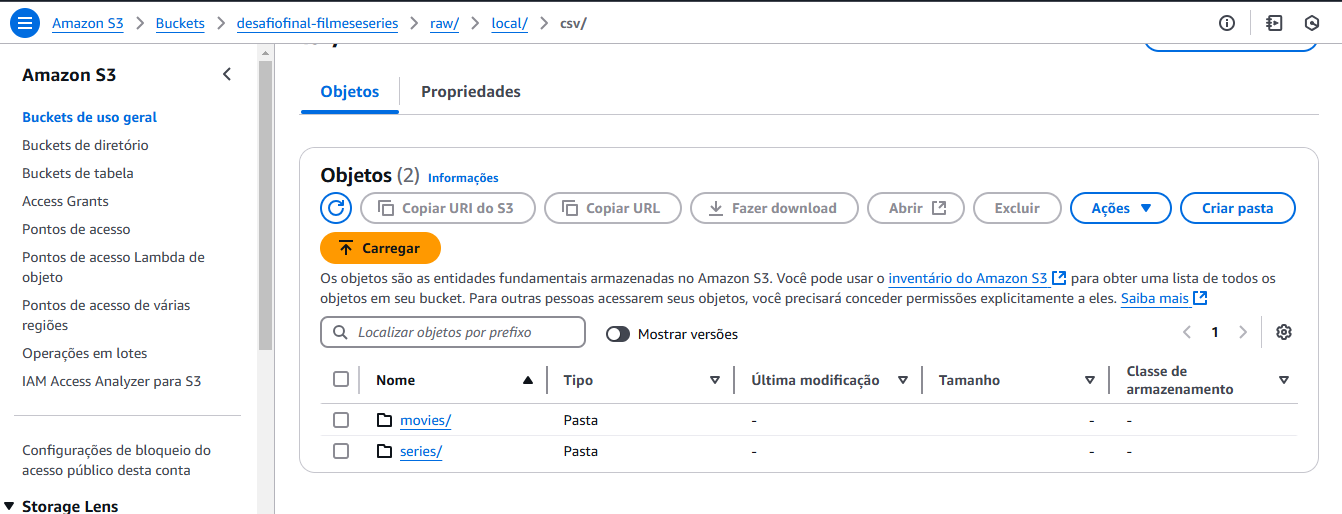 Amazon S3 > Buckets > desafiofinal-filmeseseries > raw/ > local/ > csv/
Amazon S3
Buckets de uso geral
Buckets de diretório
Buckets de tabela
Access Grants
Pontos de acesso
Pontos de acesso Lambda de
objeto
Pontos de acesso de várias
regiões
Operações em lotes
IAM Access Analyzer para S3
Configurações de bloqueio do
acesso público desta conta
Storage Lens
Objetos Propriedades
Objetos (2) Informações
Copiar URI do S3 Copiar URL Fazer download Abrir Excluir Ações Criar pasta
Carregar
Os objetos são as entidades fundamentais armazenadas no Amazon S3. Você pode usar o inventário do Amazon S3 para obter uma lista de todos os
objetos em seu bucket. Para outras pessoas acessarem seus objetos, você precisará conceder permissões explicitamente a eles. Saiba mais
Localizar objetos por prefixo Mostrar versões 1
Nome Tipo Última modificação Tamanho Classe de
armazenamento
movies/ Pasta - - -
series/ Pasta - - -